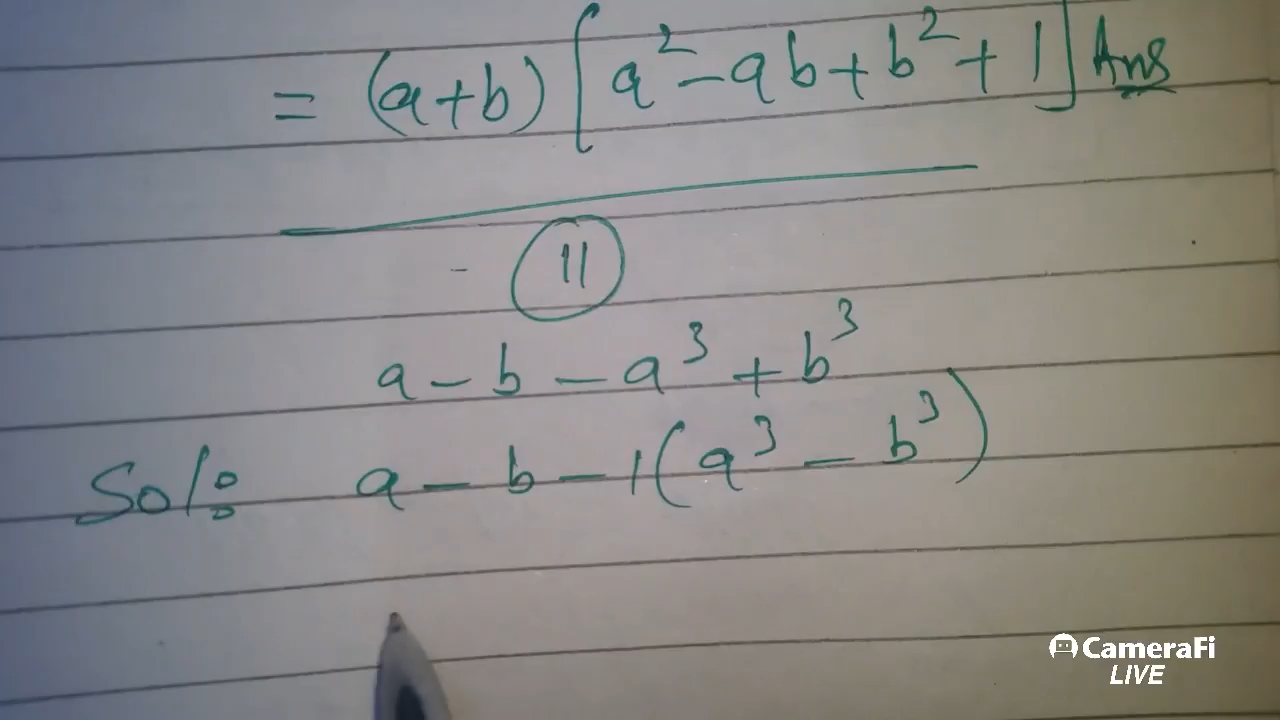 = (a+b) [a²-ab+b²+1] Ans
11
a - b - a³ + b³
Sol: a - b - 1(a³ - b³)
CameraFi
LIVE